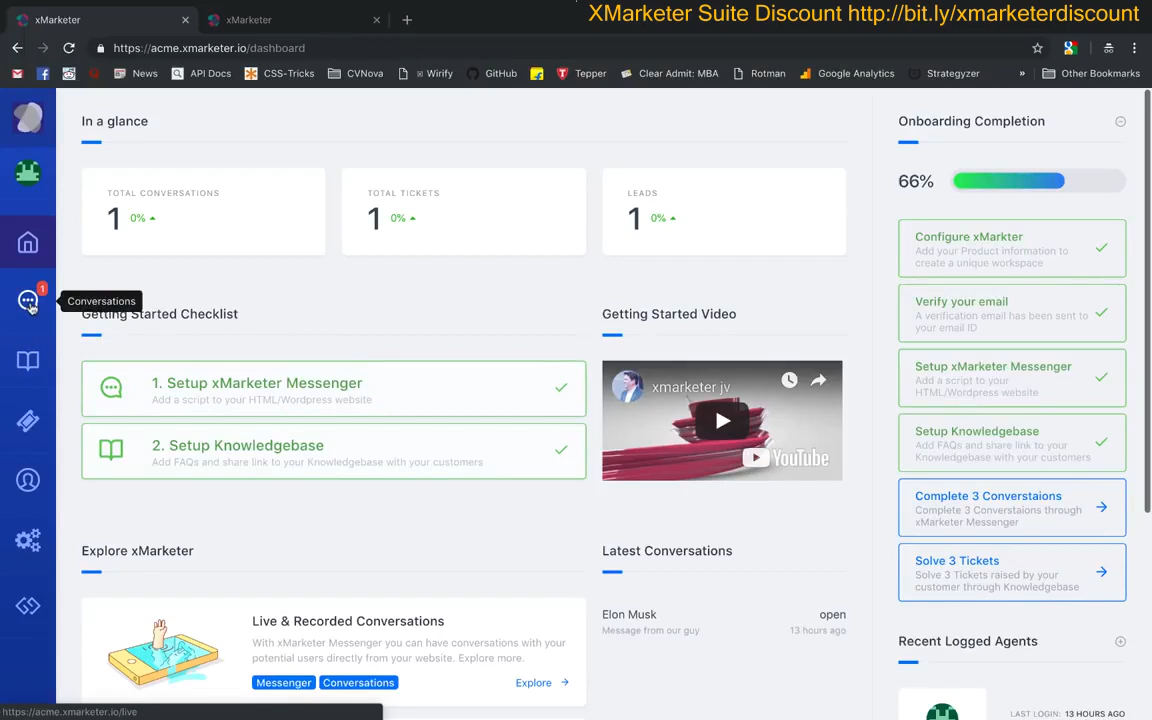 xMarketer
xMarketer
XMarketer Suite Discount http://bit.ly/xmarketerdiscount
https://acme.xmarketer.io/dashboard
News
API Docs
CSS-Tricks
CVNova
Wirify
GitHub
Tepper
Clear Admit: MBA
Rotman
Google Analytics
Strategyzer
»
Other Bookmarks
In a glance
TOTAL CONVERSATIONS
1 0%
TOTAL TICKETS
1 0%
LEADS
1 0%
1
Conversations
Getting Started Checklist
1. Setup xMarketer Messenger
Add a script to your HTML/Wordpress website
2. Setup Knowledgebase
Add FAQs and share link to your Knowledgebase with your customers
Getting Started Video
xmarketer jv
YouTube
Explore xMarketer
Live & Recorded Conversations
With xMarketer Messenger you can have conversations with your
potential users directly from your website. Explore more.
Messenger Conversations
Explore
Latest Conversations
Elon Musk open
Message from our guy 13 hours ago
Onboarding Completion
66%
Configure xMarkter
Add your Product information to
create a unique workspace
Verify your email
A verification email has been sent to
your email ID
Setup xMarketer Messenger
Add a script to your
HTML/Wordpress website
Setup Knowledgebase
Add FAQs and share link to your
Knowledgebase with your customers
Complete 3 Converstaions
Complete 3 Converstaions through
xMarketer Messenger
Solve 3 Tickets
Solve 3 Tickets raised by your
customer through Knowledgebase
Recent Logged Agents
LAST LOGIN: 13 HOURS AGO
https://acme.xmarketer.io/live